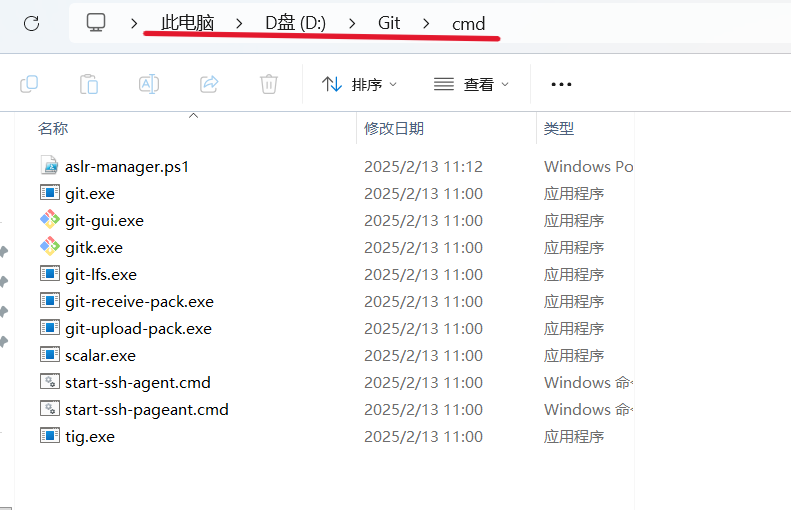 此电脑 > D盘 (D:) > Git > cmd
排序 查看
名称 修改日期 类型
aslr-manager.ps1 2025/2/13 11:12 Windows Po
git.exe 2025/2/13 11:00 应用程序
git-gui.exe 2025/2/13 11:00 应用程序
gitk.exe 2025/2/13 11:00 应用程序
git-lfs.exe 2025/2/13 11:00 应用程序
git-receive-pack.exe 2025/2/13 11:00 应用程序
git-upload-pack.exe 2025/2/13 11:00 应用程序
scalar.exe 2025/2/13 11:00 应用程序
start-ssh-agent.cmd 2025/2/13 11:00 Windows 命
start-ssh-pageant.cmd 2025/2/13 11:00 Windows 命
tig.exe 2025/2/13 11:00 应用程序